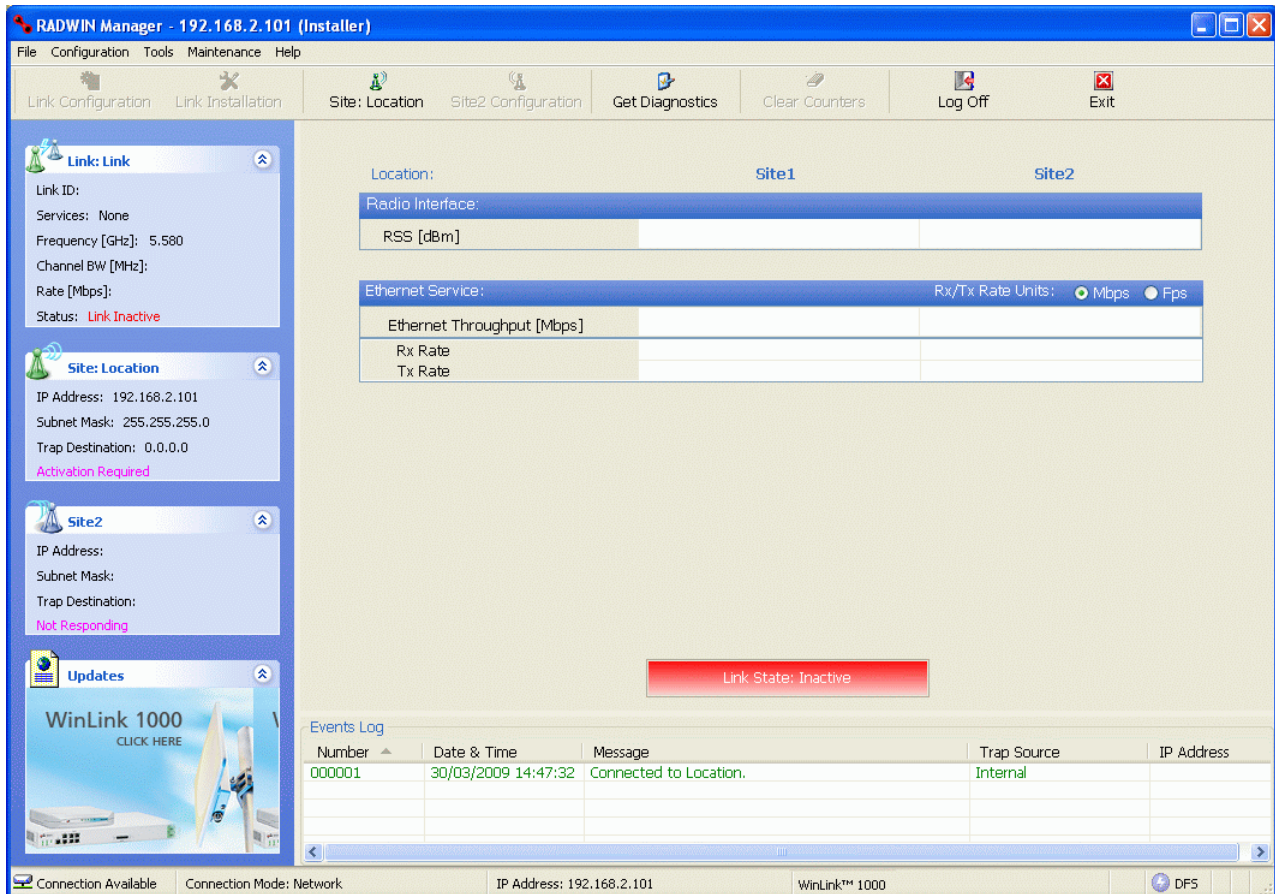 RADWIN Manager - 192.168.2.101 (Installer)
File Configuration Tools Maintenance Help
Link Configuration Link Installation Site: Location Site2 Configuration Get Diagnostics Clear Counters Log Off Exit
Link: Link
Link ID:
Services: None
Frequency [GHz]: 5.580
Channel BW [MHz]:
Rate [Mbps]:
Status: Link Inactive
Site: Location
IP Address: 192.168.2.101
Subnet Mask: 255.255.255.0
Trap Destination: 0.0.0.0
Activation Required
Site2
IP Address:
Subnet Mask:
Trap Destination:
Not Responding
Updates
WinLink 1000
CLICK HERE
Location: Site1 Site2
Radio Interface:
RSS [dBm]
Ethernet Service: Rx/Tx Rate Units: Mbps Fps
Ethernet Throughput [Mbps]
Rx Rate
Tx Rate
Link State: Inactive
Events Log
Number Date & Time Message Trap Source IP Address
000001 30/03/2009 14:47:32 Connected to Location. Internal
Connection Available Connection Mode: Network IP Address: 192.168.2.101 WinLink™ 1000 DFS